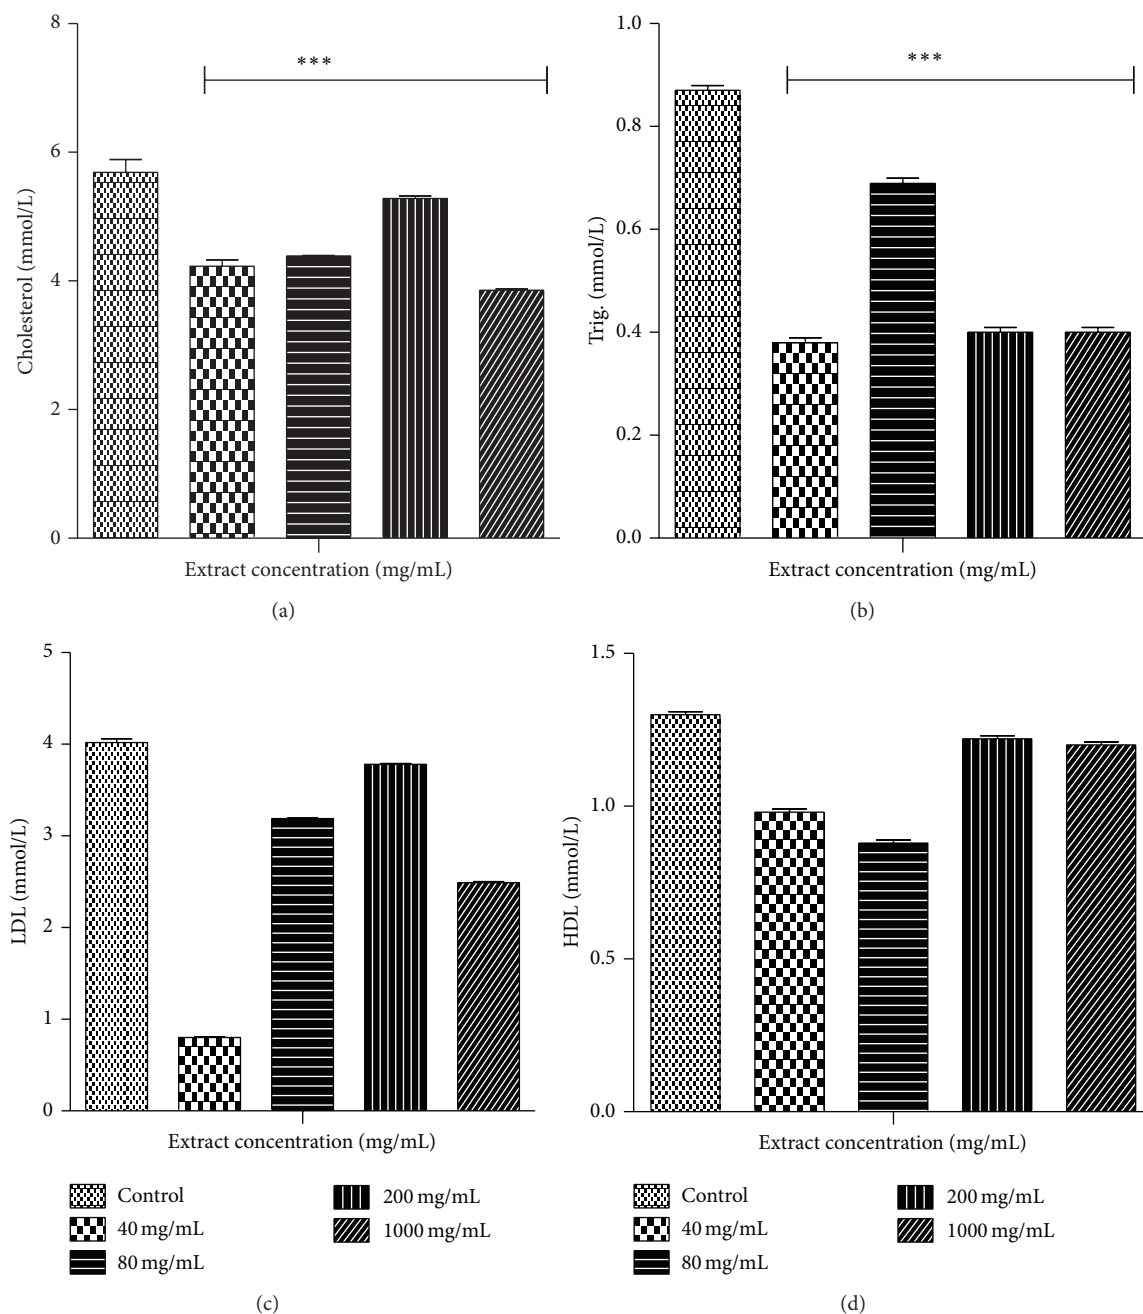 8
6
4
2
0
Cholesterol (mmol/L)
***
Extract concentration (mg/mL)
(a)
1.0
0.8
0.6
0.4
0.2
0.0
Trig. (mmol/L)
***
Extract concentration (mg/mL)
(b)
5
4
3
2
1
0
LDL (mmol/L)
Extract concentration (mg/mL)
Control
40 mg/mL
80 mg/mL
200 mg/mL
1000 mg/mL
(c)
1.5
1.0
0.5
0.0
HDL (mmol/L)
Extract concentration (mg/mL)
Control
40 mg/mL
80 mg/mL
200 mg/mL
1000 mg/mL
(d)